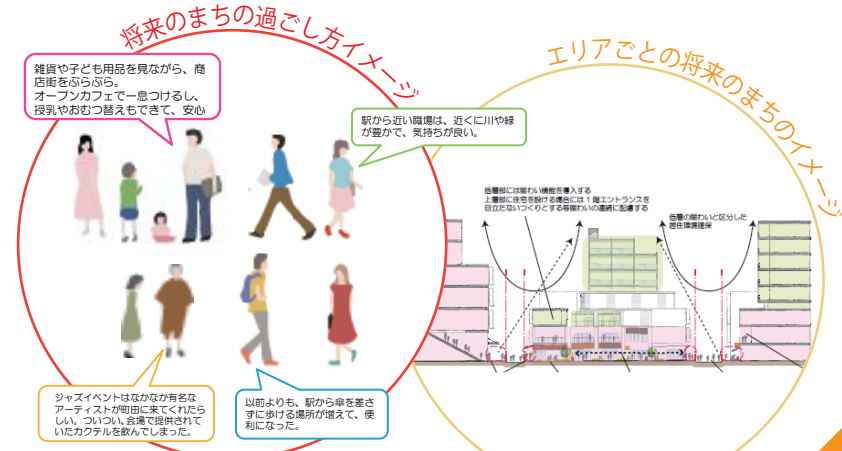 将来のまちの過ごし方イメージ
雑貨や子ども用品を見ながら、商
店街をぶらぶら。
オープンカフェで一息つけるし、
授乳やおむつ替えもできて、安心
駅から近い職場は、近くに川や緑
が豊かで、気持ちが良い。
ジャズイベントはなかなか有名な
アーティストが町田に来てくれたら
しい。ついつい、会場で提供されて
いたカクテルを飲んでしまった。
以前よりも、駅から傘を差さ
ずに歩ける場所が増えて、便
利になった。
エリアごとの将来のまちのイメージ
低層部には賑わい機能を導入する
上層部に住宅を設ける場合には1階エントランスを
目立たないつくりとする等賑わいの連続に配慮する
低層の賑わいと区分した
居住環境確保